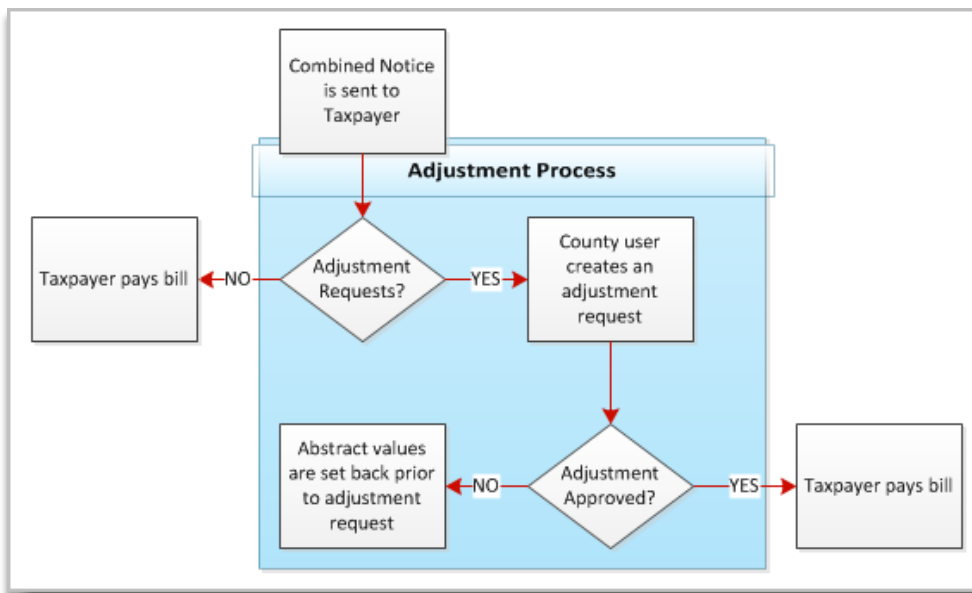 Combined Notice
is sent to
Taxpayer
Adjustment Process
Taxpayer pays bill
NO
Adjustment
Requests?
YES
County user
creates an
adjustment
request
Abstract values
are set back prior
to adjustment
request
NO
Adjustment
Approved?
YES
Taxpayer pays bill